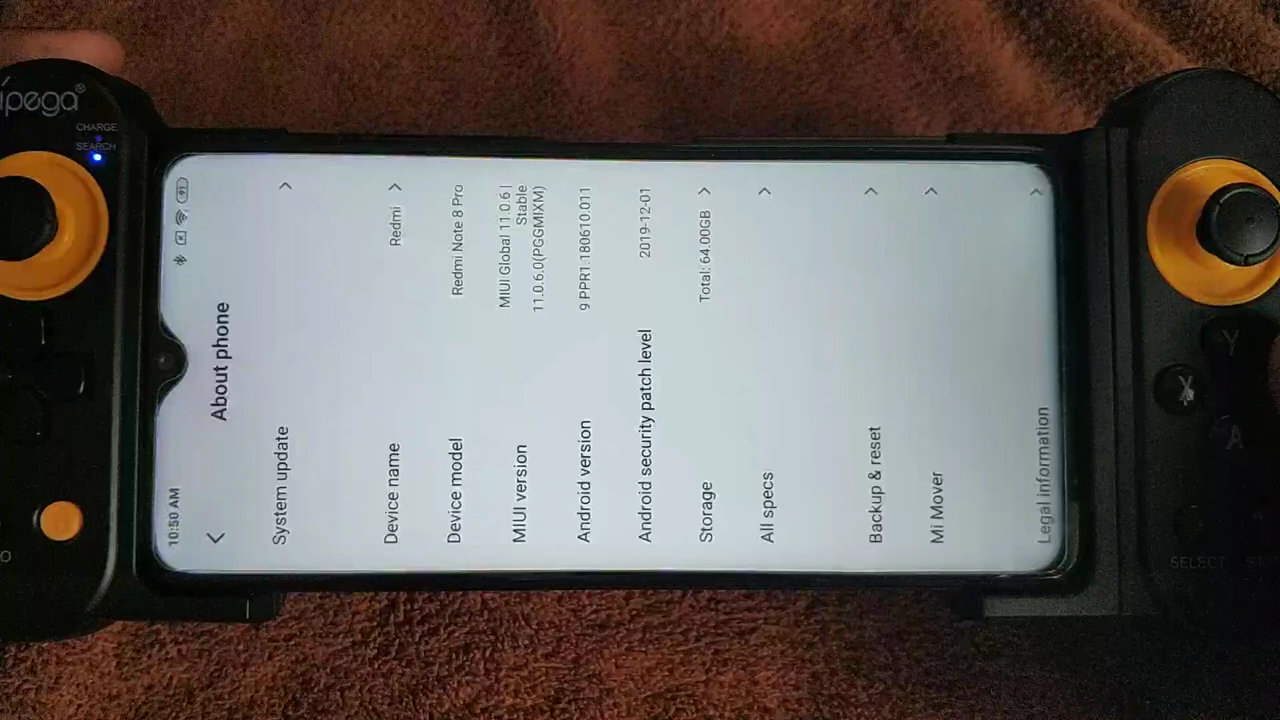 ipega®
CHARGE
SEARCH
10:50 AM
91
About phone
System update
Device name
Redmi
Device model
Redmi Note 8 Pro
MIUI version
MIUI Global 11.0.6 |
Stable
11.0.6.0(PGGMIXM)
Android version
9 PPR1.180610.011
Android security patch level
2019-12-01
Storage
Total: 64.00GB
All specs
Backup & reset
Mi Mover
Legal information
Y
X
A
SELECT